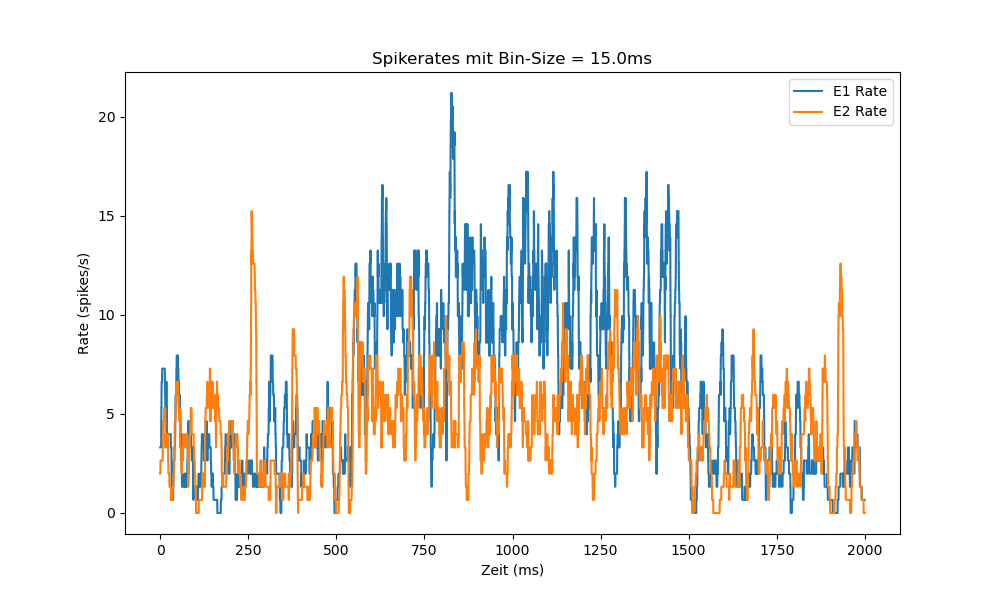 Spikerates mit Bin-Size = 15.0ms
E1 Rate
E2 Rate
Rate (spikes/s)
20
15
10
5
0
0 250 500 750 1000 1250 1500 1750 2000
Zeit (ms)